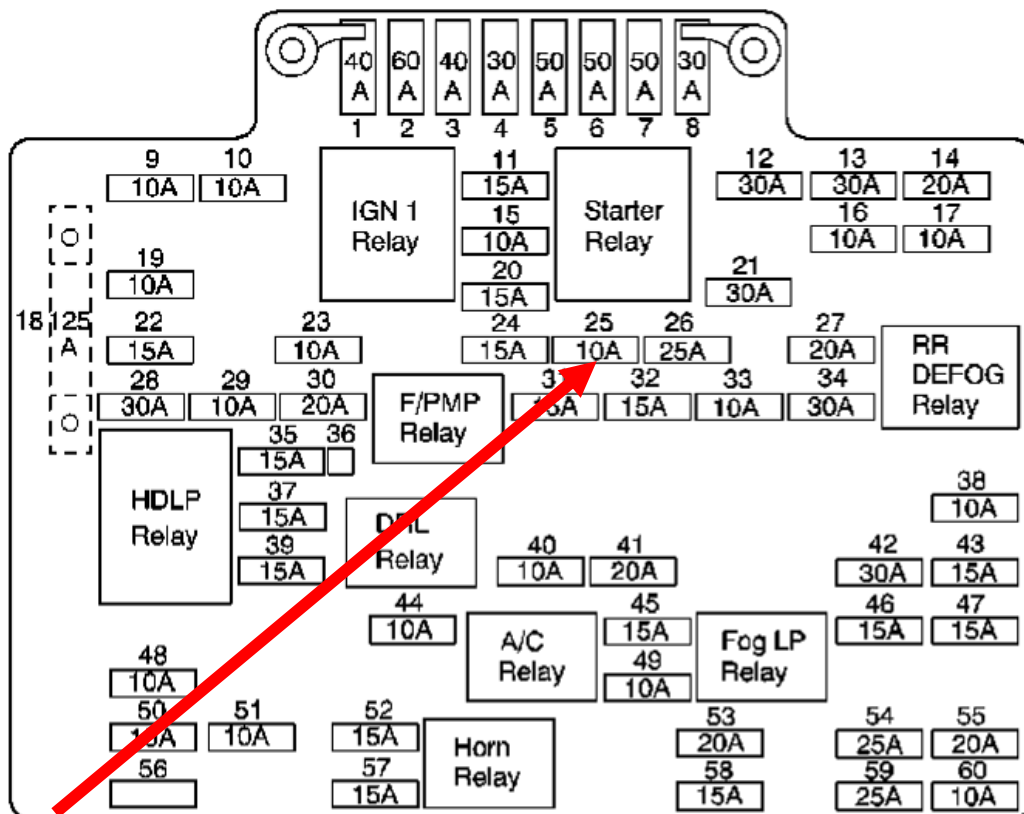 40 60 40 30 50 50 50 30
A A A A A A A A
1 2 3 4 5 6 7 8
9 10 11 12 13 14
10A 10A 15A 30A 30A 20A
IGN 1
Relay
Starter
Relay
15 16 17
10A 10A 10A
19 20 21
10A 15A 30A
18 125
A
22 23 24 25 26 27
15A 10A 15A 10A 25A 20A
RR
DEFOG
Relay
28 29 30 32 33 34
30A 10A 20A 15A 10A 30A
F/PMP
Relay
35 36
15A
HDLP
Relay
37
15A
38
10A
Relay
39 40 41 42 43
15A 10A 20A 30A 15A
44 45 46 47
10A 15A 15A 15A
A/C
Relay
Fog LP
Relay
48 49
10A 10A
50 51 52 53 54 55
10A 15A 20A 25A 20A
Horn
Relay
56 57 58 59 60
15A 15A 25A 10A